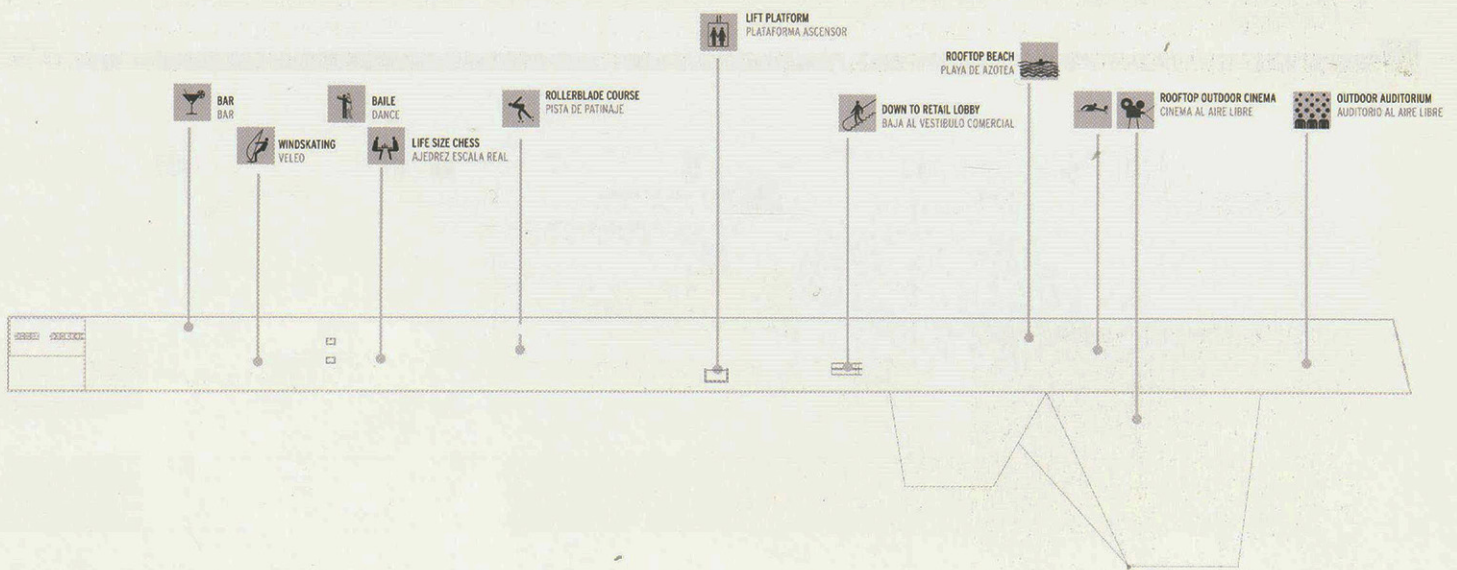 LIFT PLATFORM
PLATAFORMA ASCENSOR
ROOFTOP BEACH
PLAYA DE AZOTEA
BAR
BAR
BAILE
DANCE
ROLLERBLADE COURSE
PISTA DE PATINAJE
DOWN TO RETAIL LOBBY
BAJA AL VESTIBULO COMERCIAL
ROOFTOP OUTDOOR CINEMA
CINEMA AL AIRE LIBRE
OUTDOOR AUDITORIUM
AUDITORIO AL AIRE LIBRE
WINDSKATING
VELEO
LIFE SIZE CHESS
AJEDREZ ESCALA REAL